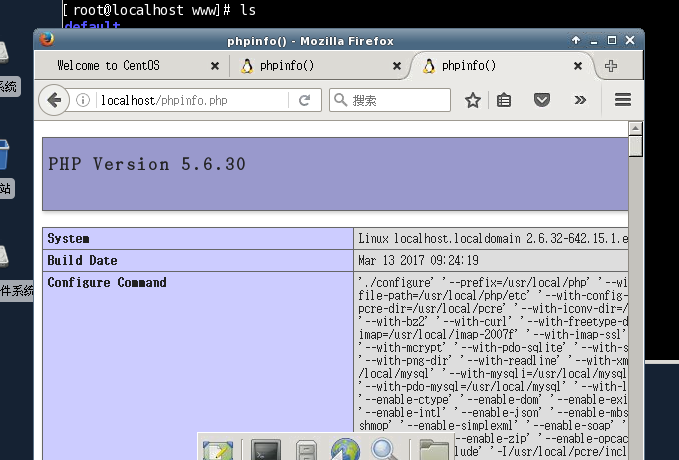 [root@localhost www]# ls
default
phpinfo() - Mozilla Firefox
Welcome to CentOS
phpinfo()
phpinfo()
localhost/phpinfo.php
搜索
系统
站
件系统
PHP Version 5.6.30
System
Linux localhost.localdomain 2.6.32-642.15.1.e
Build Date
Mar 13 2017 09:24:19
Configure Command
'./configure' '--prefix=/usr/local/php' '--wi
file-path=/usr/local/php/etc' '--with-config-
pcre-dir=/usr/local/pcre' '--with-iconv-dir=/
'--with-bz2' '--with-curl' '--with-freetype-d
imap=/usr/local/imap-2007f' '--with-imap-ssl'
'--with-mcrypt' '--with-pdo-sqlite' '--with-s
'--with-png-dir' '--with-readline' '--with-xm
/local/mysql' '--with-mysqli=/usr/local/mysql
'--with-pdo-mysql=/usr/local/mysql' '--with-l
'--enable-ctype' '--enable-dom' '--enable-exi
'--enable-intl' '--enable-json' '--enable-mbs
shmop' '--enable-simplexml' '--enable-soap' '
--enable-zip' '--enable-opcac
lude' '-I/usr/local/pcre/incl